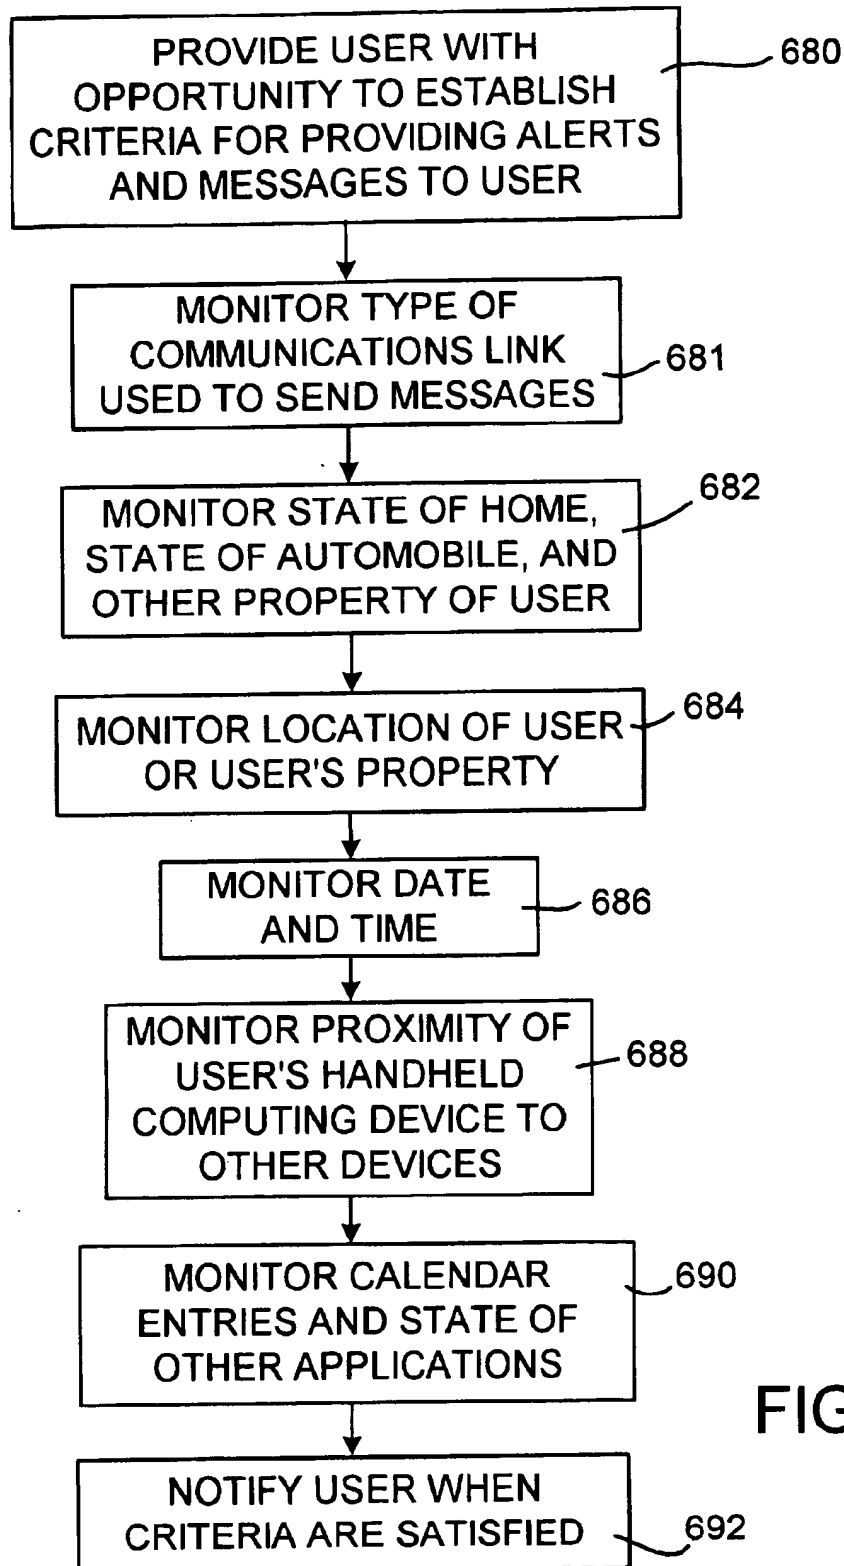 PROVIDE USER WITH
OPPORTUNITY TO ESTABLISH
CRITERIA FOR PROVIDING ALERTS
AND MESSAGES TO USER
680
MONITOR TYPE OF
COMMUNICATIONS LINK
USED TO SEND MESSAGES
681
MONITOR STATE OF HOME,
STATE OF AUTOMOBILE, AND
OTHER PROPERTY OF USER
682
MONITOR LOCATION OF USER
OR USER'S PROPERTY
684
MONITOR DATE
AND TIME
686
MONITOR PROXIMITY OF
USER'S HANDHELD
COMPUTING DEVICE TO
OTHER DEVICES
688
MONITOR CALENDAR
ENTRIES AND STATE OF
OTHER APPLICATIONS
690
FIG
NOTIFY USER WHEN
CRITERIA ARE SATISFIED
692